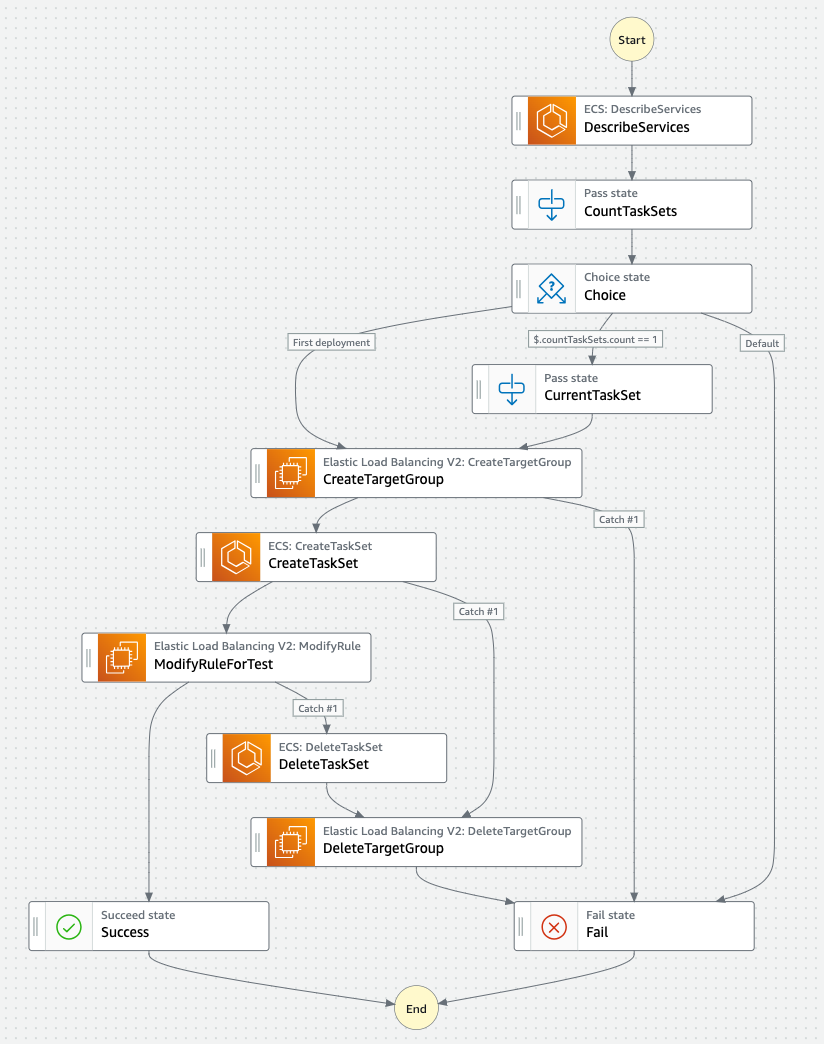 Start
ECS: DescribeServices
DescribeServices
Pass state
CountTaskSets
Choice state
Choice
First deployment
$.countTaskSets.count == 1
Default
Pass state
CurrentTaskSet
Elastic Load Balancing V2: CreateTargetGroup
CreateTargetGroup
Catch #1
ECS: CreateTaskSet
CreateTaskSet
Catch #1
Elastic Load Balancing V2: ModifyRule
ModifyRuleForTest
Catch #1
ECS: DeleteTaskSet
DeleteTaskSet
Elastic Load Balancing V2: DeleteTargetGroup
DeleteTargetGroup
Succeed state
Success
Fail state
Fail
End